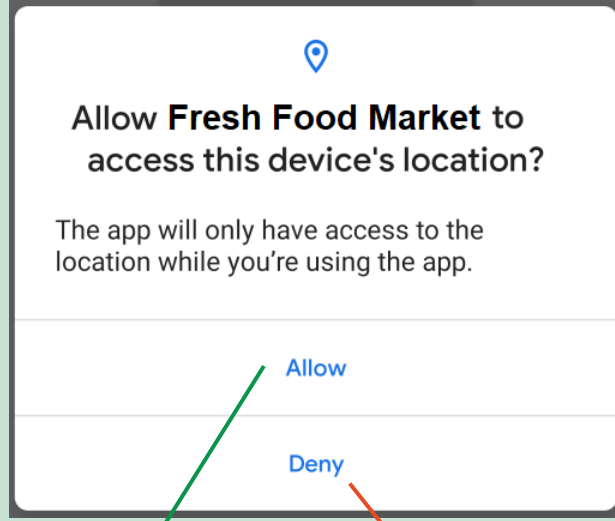 Allow Fresh Food Market to
access this device's location?
The app will only have access to the
location while you’re using the app.
Allow
Deny